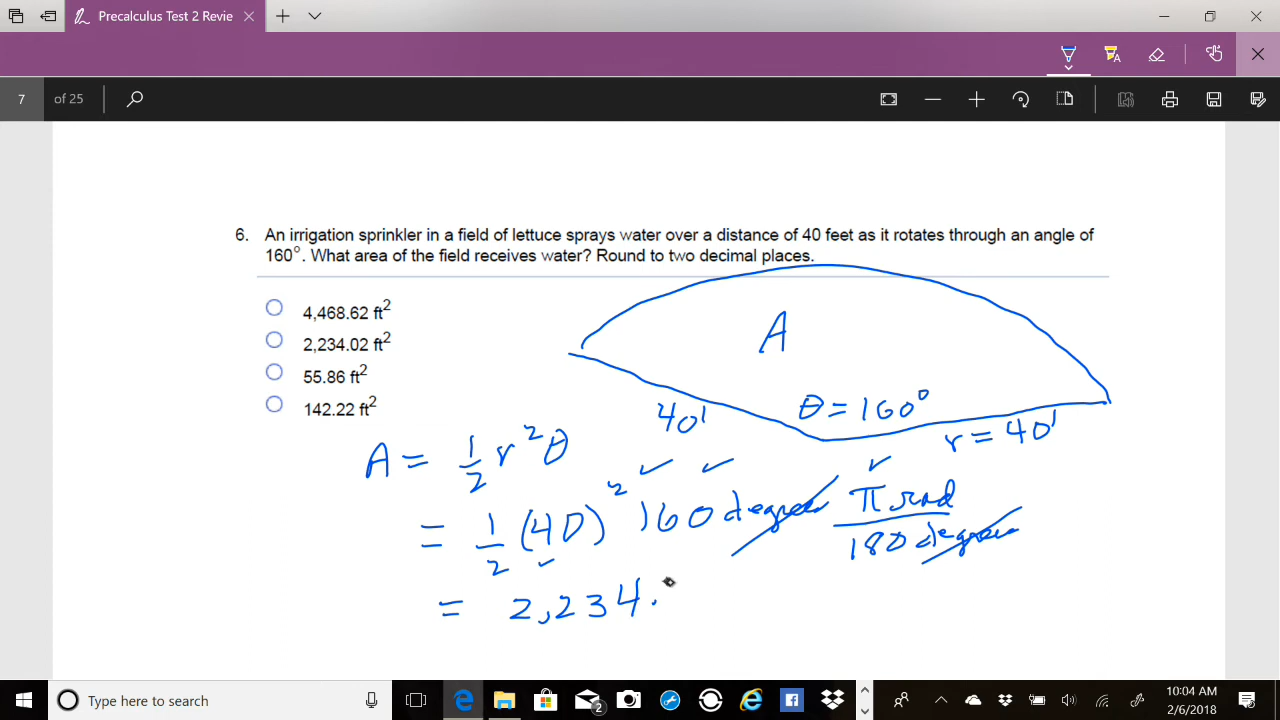 Precalculus Test 2 Revie
7 of 25
6. An irrigation sprinkler in a field of lettuce sprays water over a distance of 40 feet as it rotates through an angle of
160°. What area of the field receives water? Round to two decimal places.
4,468.62 ft²
2,234.02 ft²
55.86 ft²
142.22 ft²
A
θ = 160°
40'
r = 40'
A = 1/2 r²θ
= 1/2 (40)² 160 degrees π rad / 180 degrees
= 2,234.
Type here to search
2
10:04 AM
2/6/2018
3